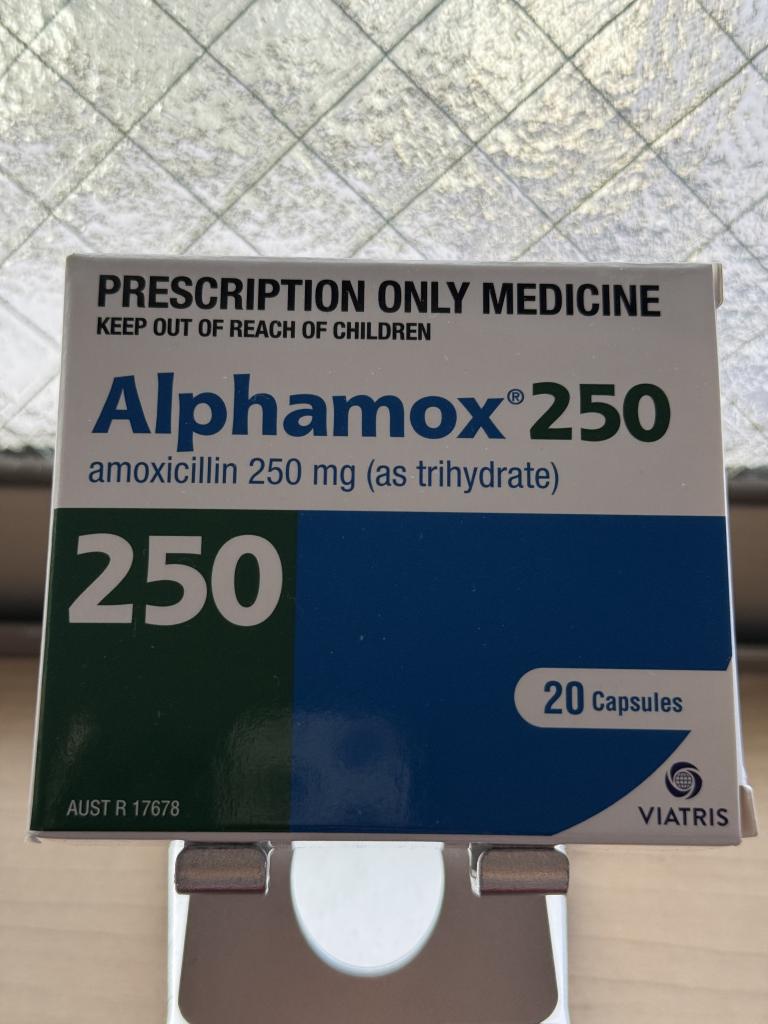 PRESCRIPTION ONLY MEDICINE
KEEP OUT OF REACH OF CHILDREN
Alphamox® 250
amoxicillin 250 mg (as trihydrate)
250
20 Capsules
AUST R 17678
VIATRIS